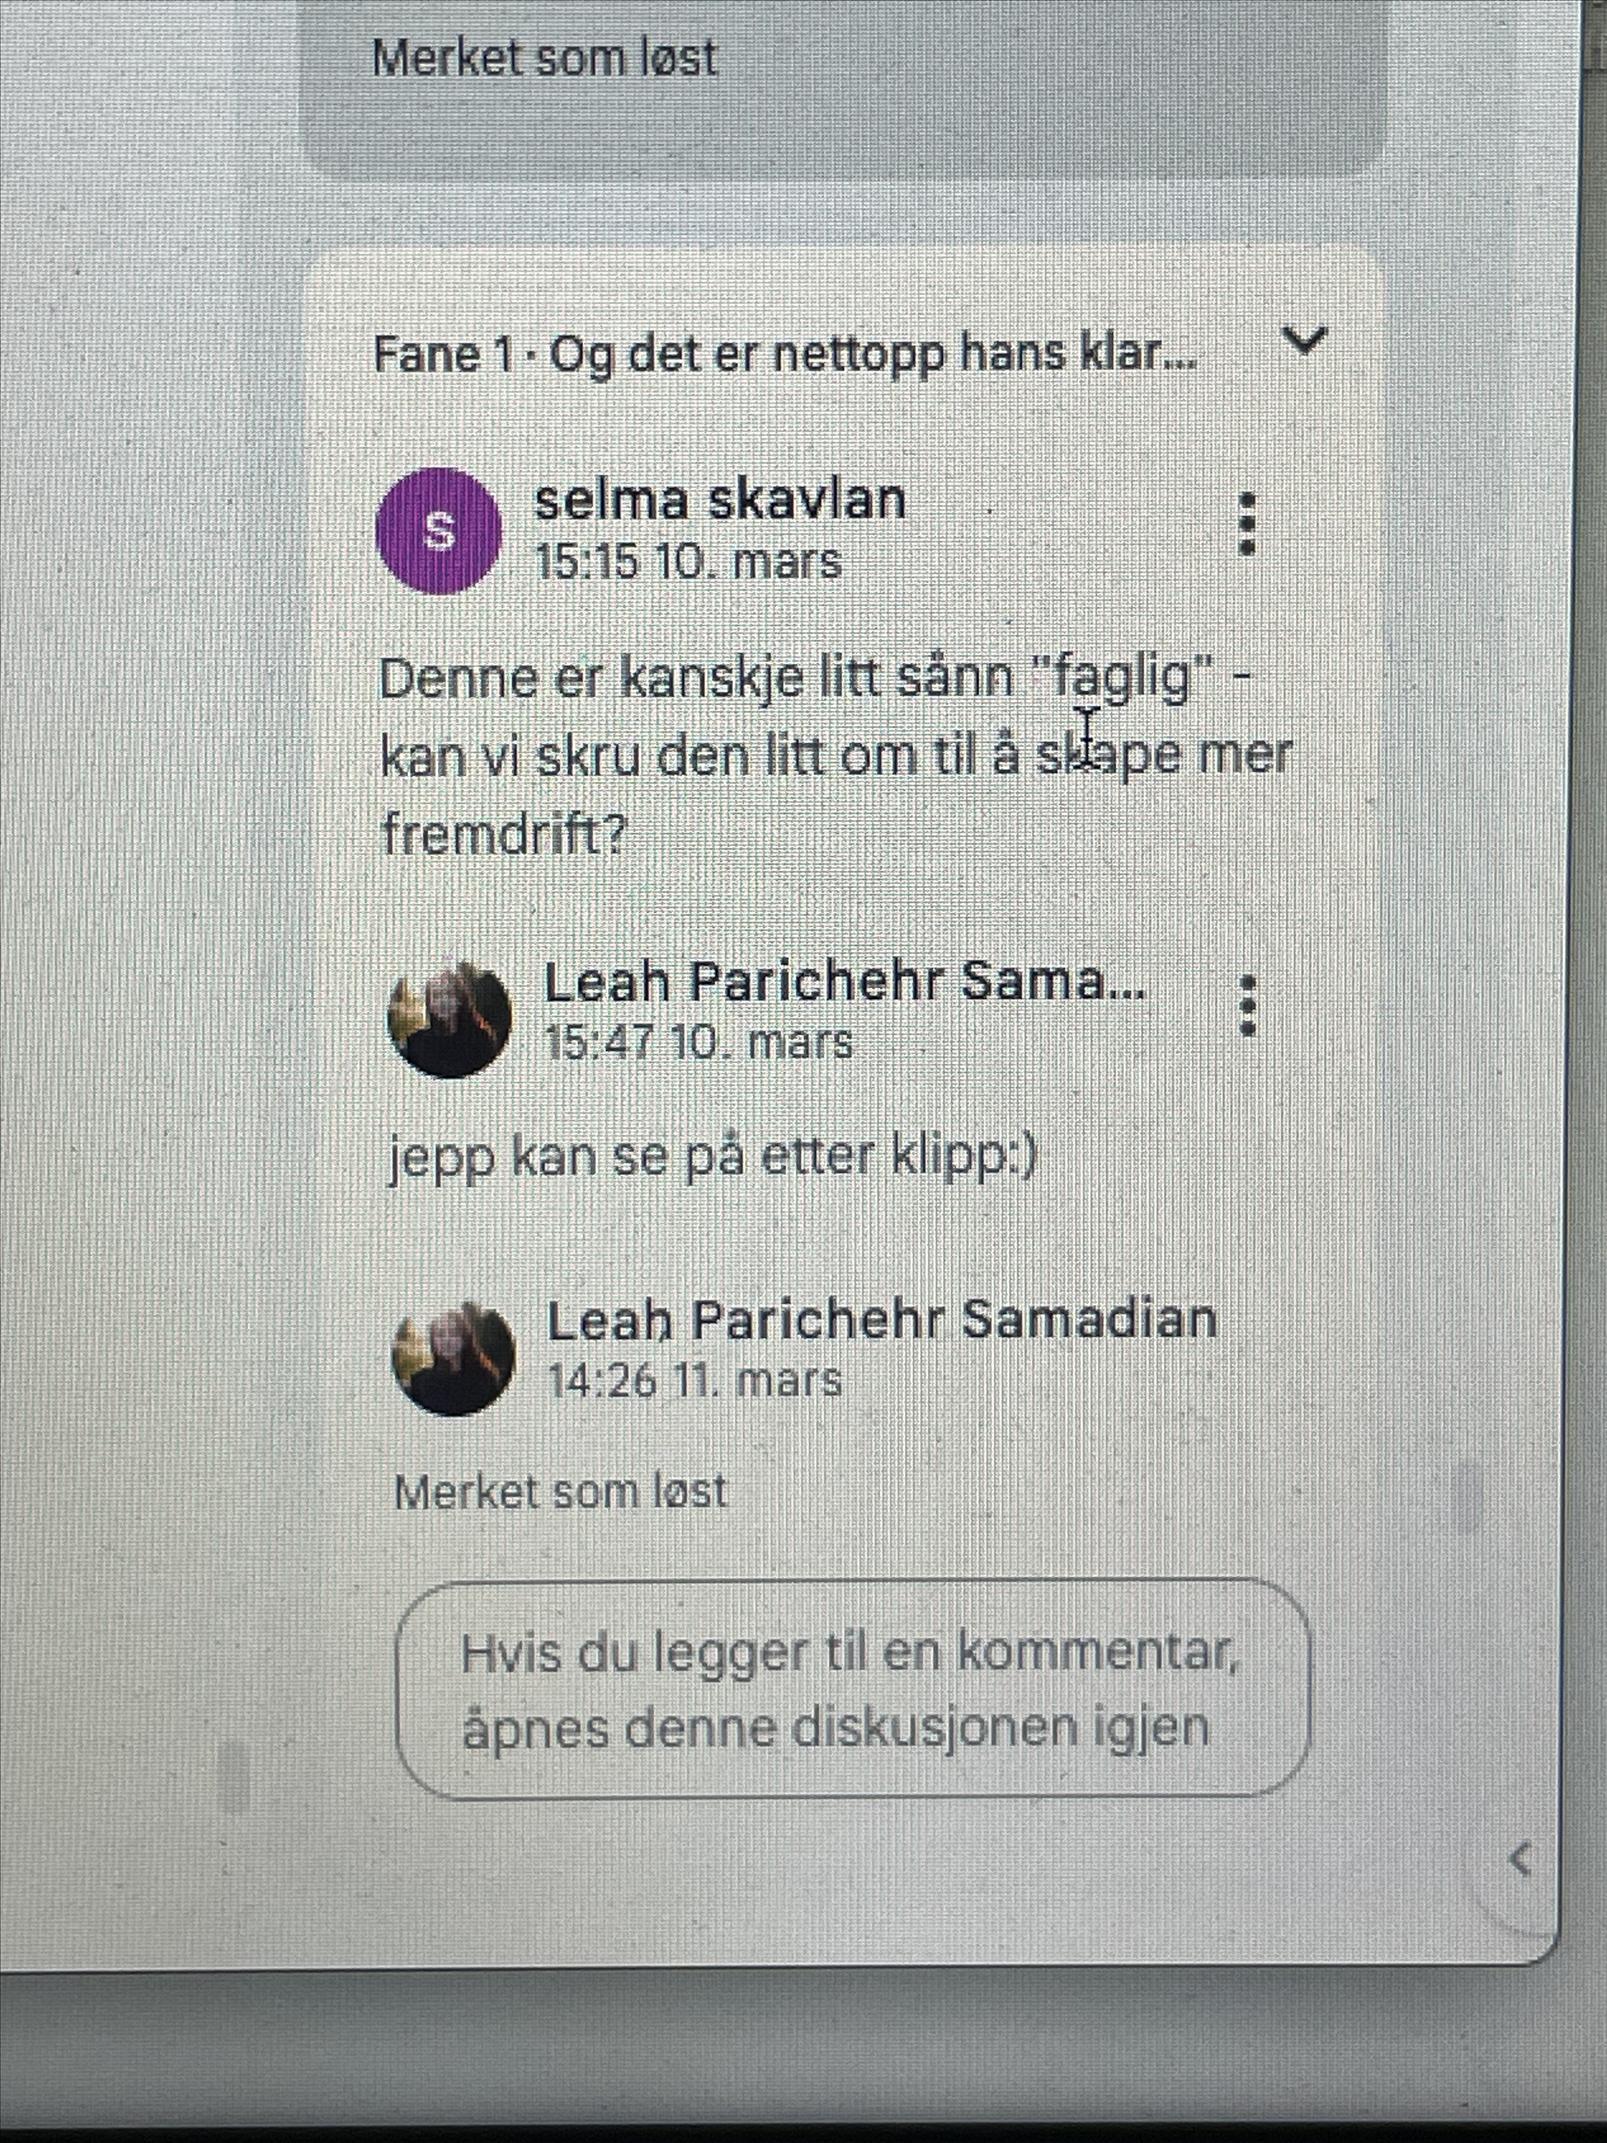 Merket som løst
Fane 1 · Og det er nettopp hans klar...
S
selma skavlan
15:15 10. mars
Denne er kanskje litt sånn "faglig" -
kan vi skru den litt om til å skape mer
fremdrift?
Leah Parichehr Sama...
15:47 10. mars
jepp kan se på etter klipp:)
Leah Parichehr Samadian
14:26 11. mars
Merket som løst
Hvis du legger til en kommentar,
åpnes denne diskusjonen igjen